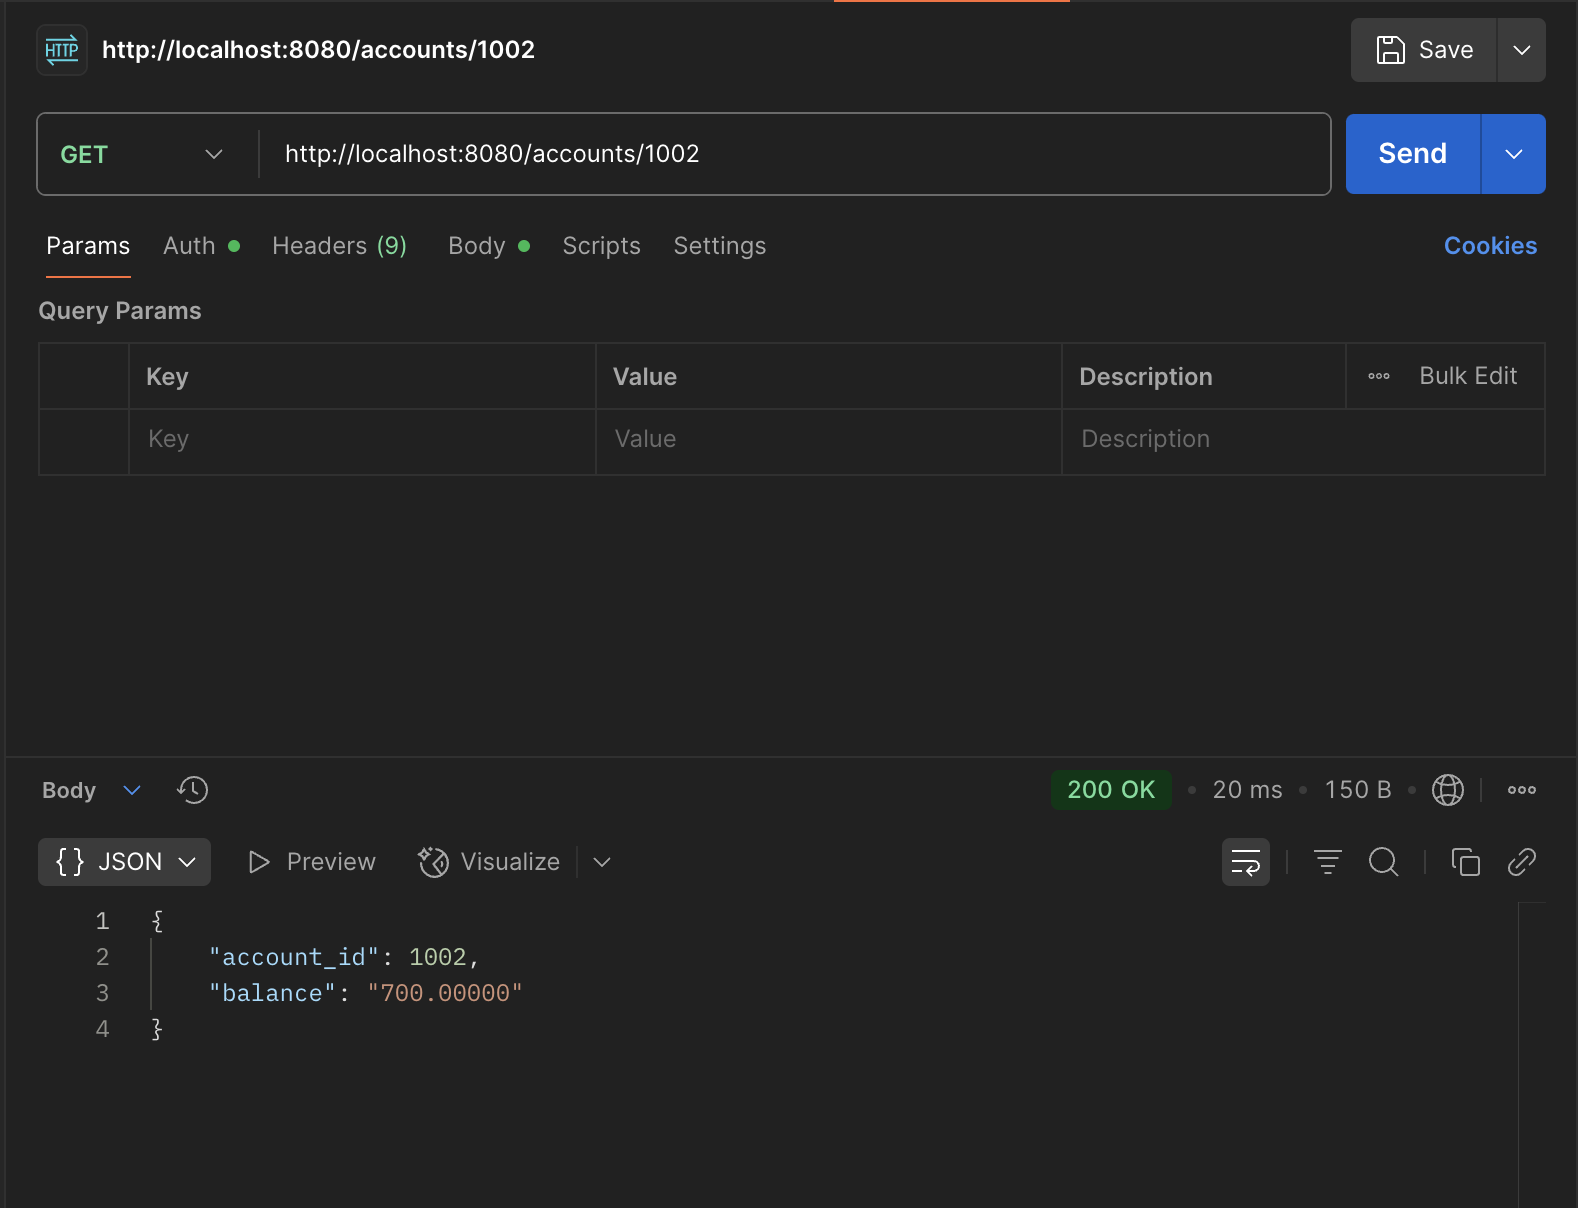 HTTP http://localhost:8080/accounts/1002 Save
GET http://localhost:8080/accounts/1002 Send
Params Auth Headers (9) Body Scripts Settings Cookies
Query Params
Key Value Description Bulk Edit
Key Value Description
Body 200 OK • 20 ms • 150 B •
{} JSON Preview Visualize
1 {
2 "account_id": 1002,
3 "balance": "700.00000"
4 }